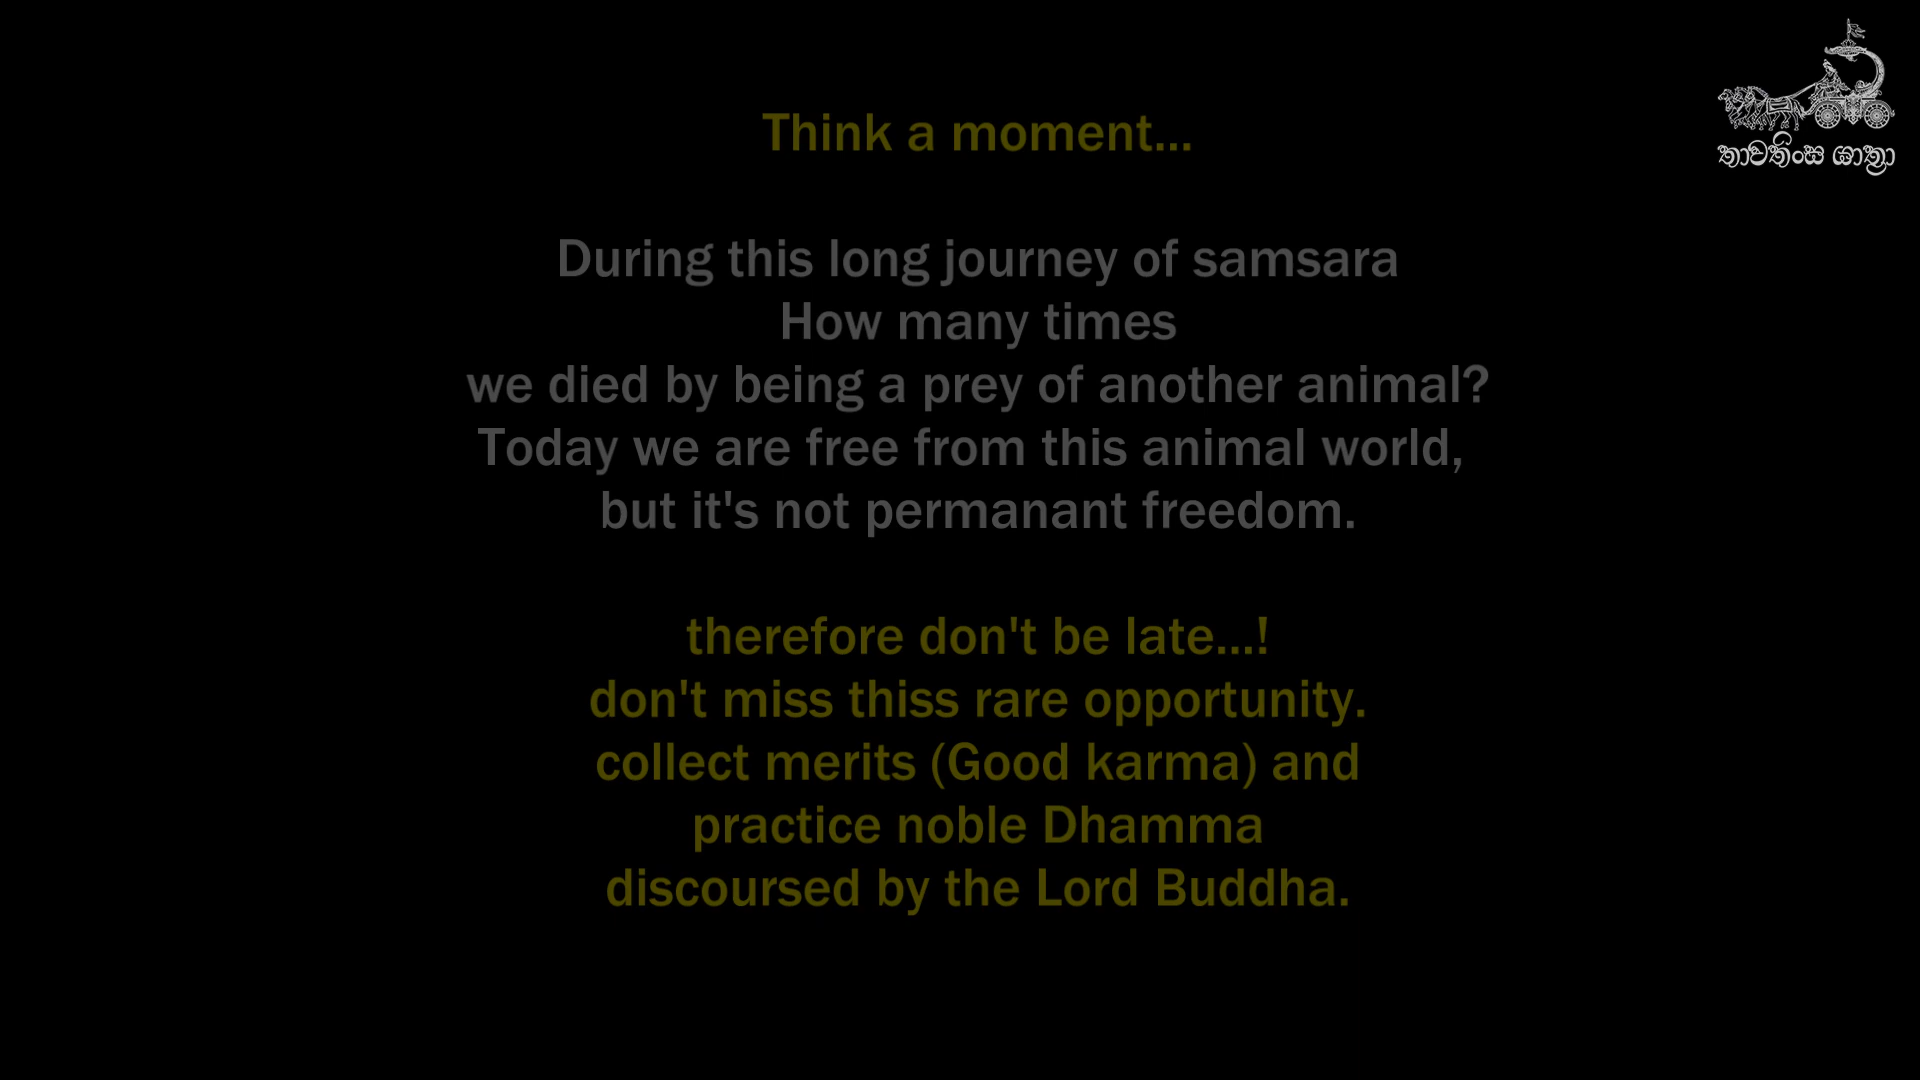 තාවතිංස යාත්‍රා
Think a moment...
During this long journey of samsara
How many times
we died by being a prey of another animal?
Today we are free from this animal world,
but it's not permanant freedom.
therefore don't be late...!
don't miss thiss rare opportunity.
collect merits (Good karma) and
practice noble Dhamma
discoursed by the Lord Buddha.